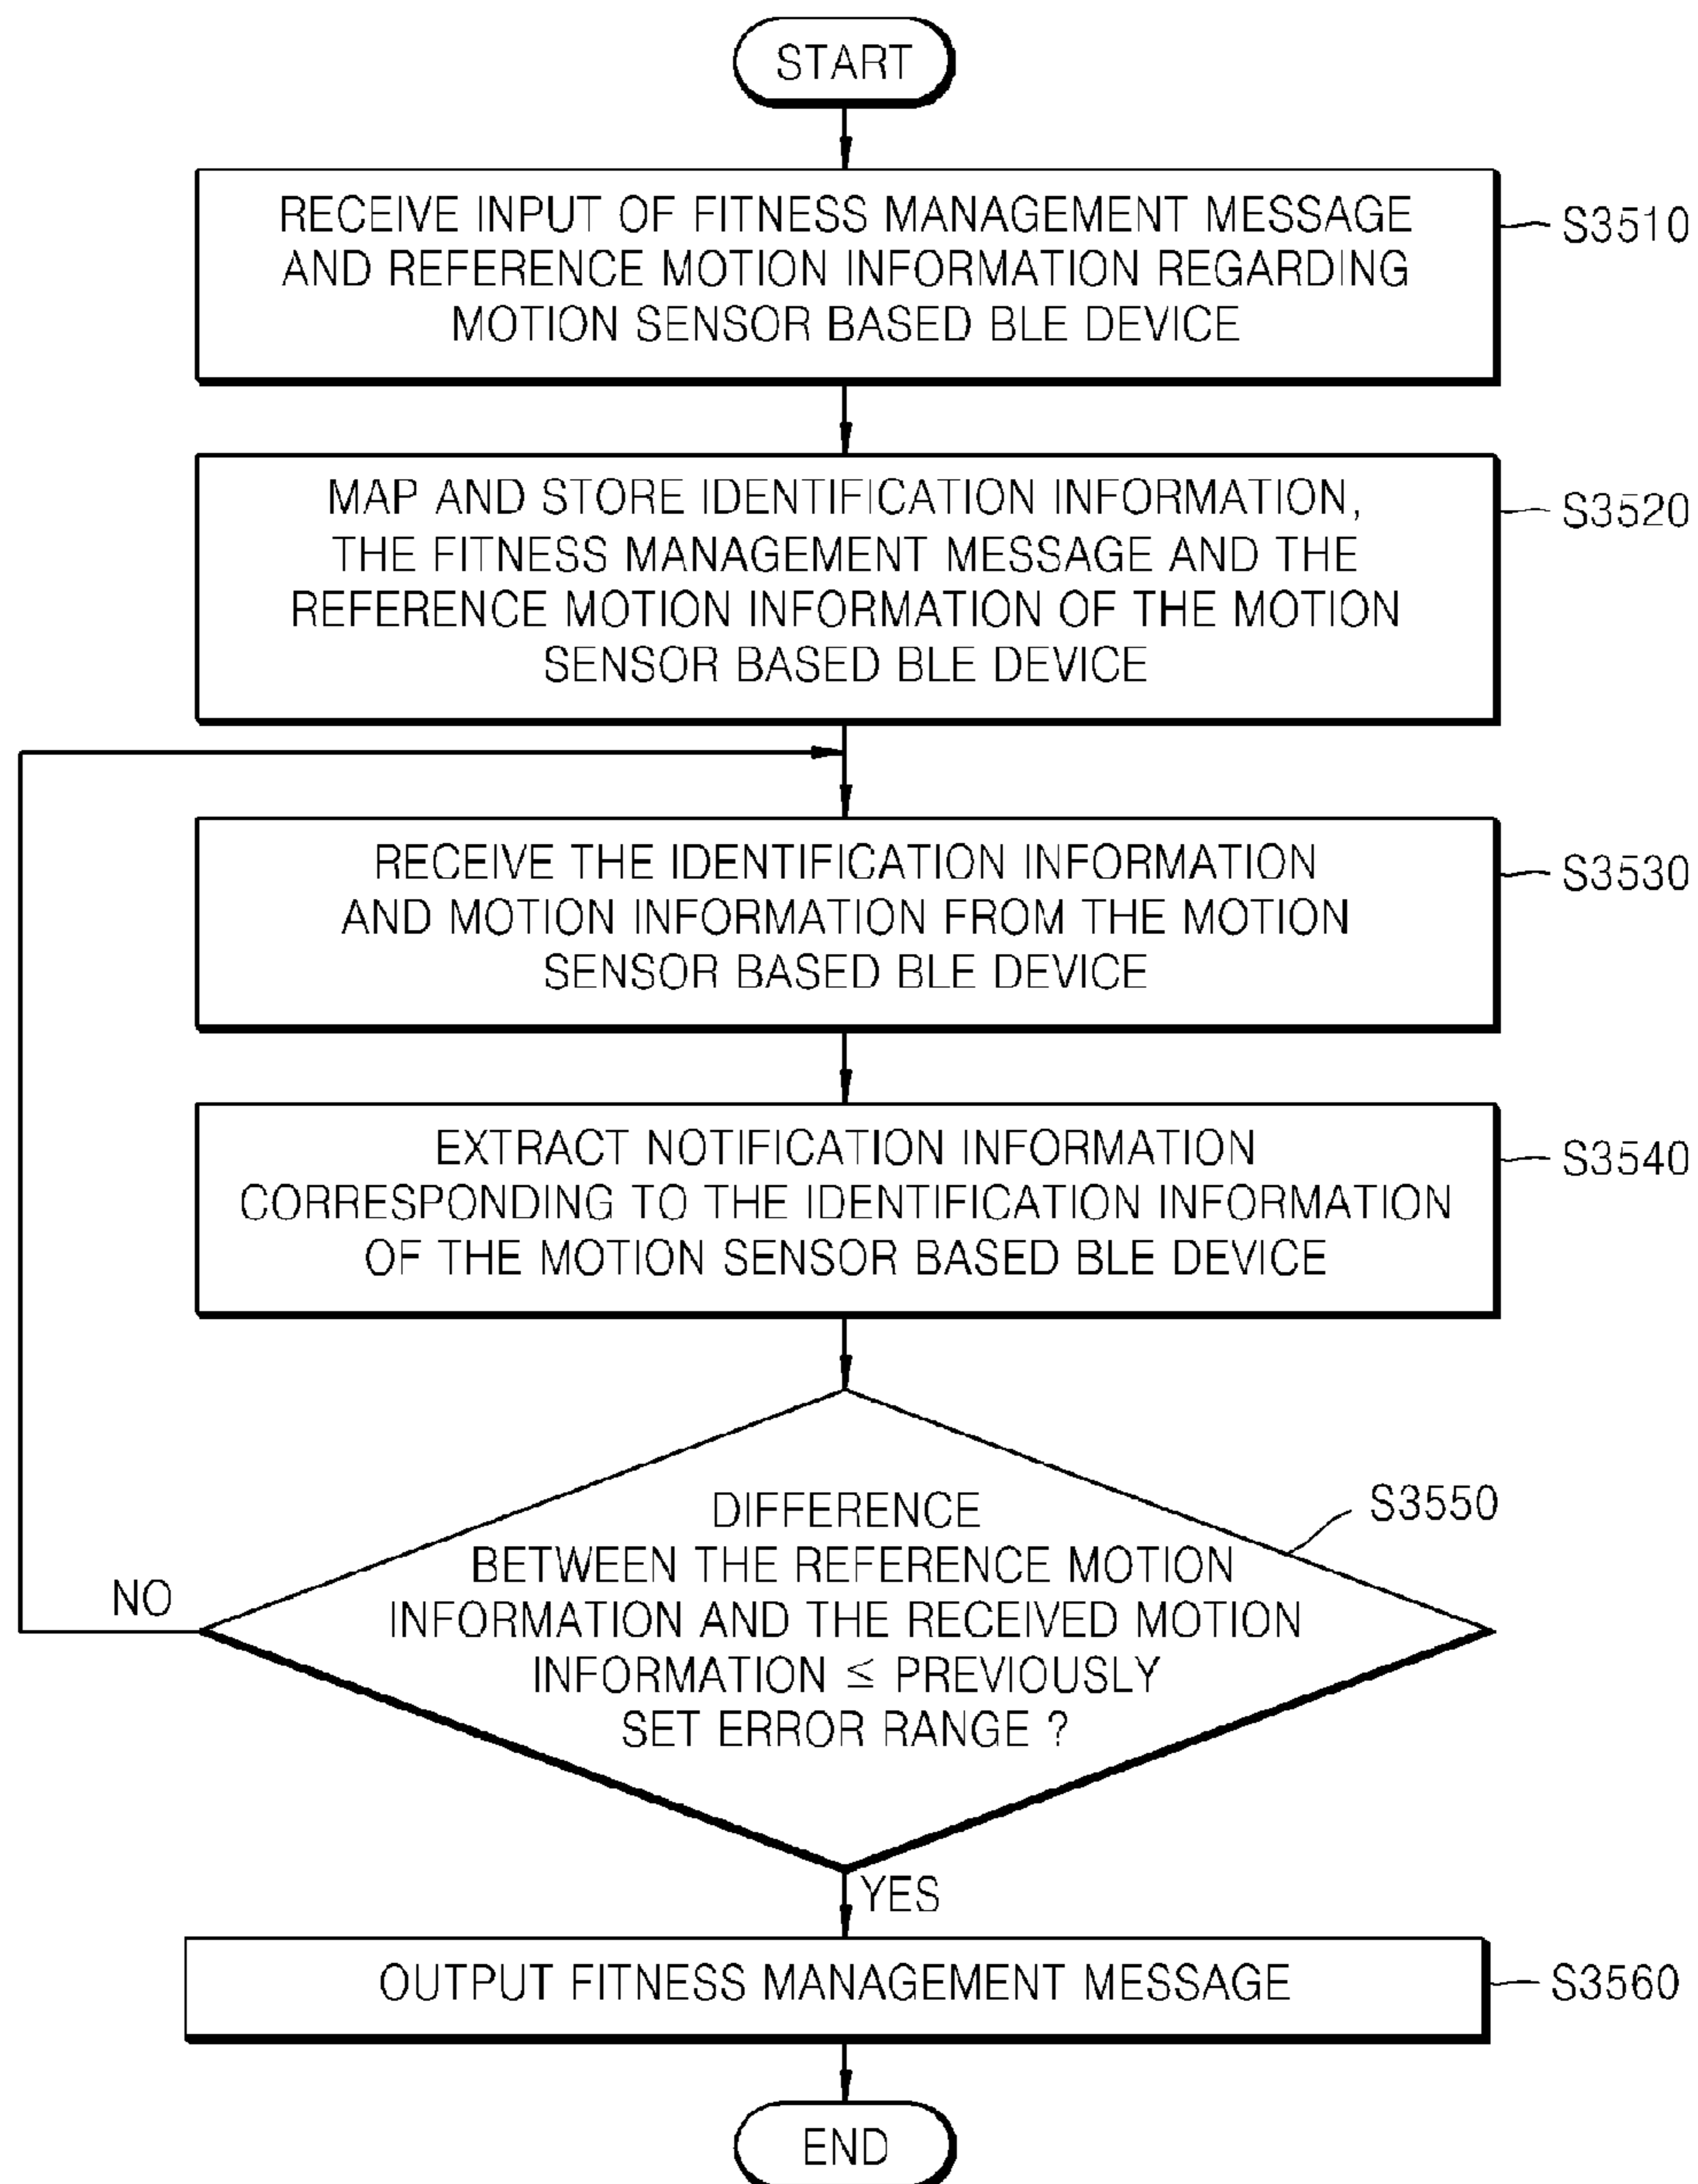 START
RECEIVE INPUT OF FITNESS MANAGEMENT MESSAGE
AND REFERENCE MOTION INFORMATION REGARDING
MOTION SENSOR BASED BLE DEVICE
S3510
MAP AND STORE IDENTIFICATION INFORMATION,
THE FITNESS MANAGEMENT MESSAGE AND THE
REFERENCE MOTION INFORMATION OF THE MOTION
SENSOR BASED BLE DEVICE
S3520
RECEIVE THE IDENTIFICATION INFORMATION
AND MOTION INFORMATION FROM THE MOTION
SENSOR BASED BLE DEVICE
S3530
EXTRACT NOTIFICATION INFORMATION
CORRESPONDING TO THE IDENTIFICATION INFORMATION
OF THE MOTION SENSOR BASED BLE DEVICE
S3540
DIFFERENCE
BETWEEN THE REFERENCE MOTION
INFORMATION AND THE RECEIVED MOTION
INFORMATION ≤ PREVIOUSLY
SET ERROR RANGE ?
S3550
NO
YES
OUTPUT FITNESS MANAGEMENT MESSAGE
S3560
END